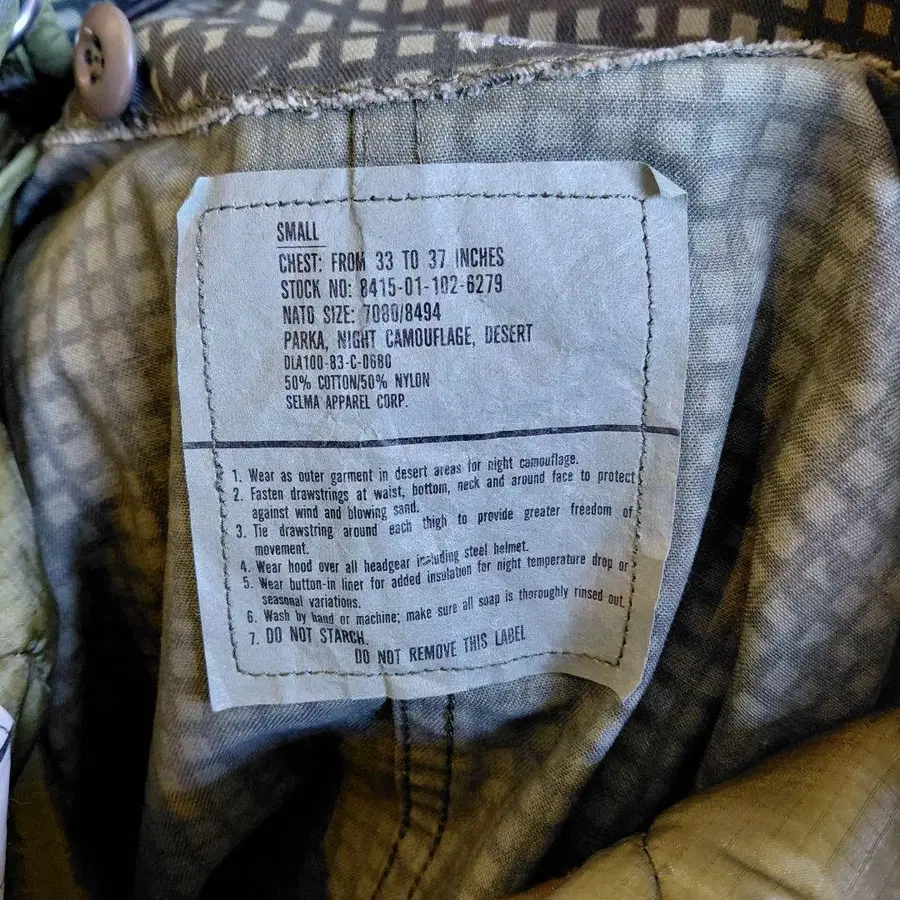 SMALL
CHEST: FROM 33 TO 37 INCHES
STOCK NO: 8415-01-102-6279
NATO SIZE: 7080/8494
PARKA, NIGHT CAMOUFLAGE, DESERT
DLA100-83-C-0680
50% COTTON/50% NYLON
SELMA APPAREL CORP.
1. Wear as outer garment in desert areas for night camouflage.
2. Fasten drawstrings at waist, bottom, neck and around face to protect
against wind and blowing sand.
3. Tie drawstring around each thigh to provide greater freedom of
movement.
4. Wear hood over all headgear including steel helmet.
5. Wear button-in liner for added insulation for night temperature drop or
seasonal variations.
6. Wash by hand or machine; make sure all soap is thoroughly rinsed out.
7. DO NOT STARCH.
DO NOT REMOVE THIS LABEL